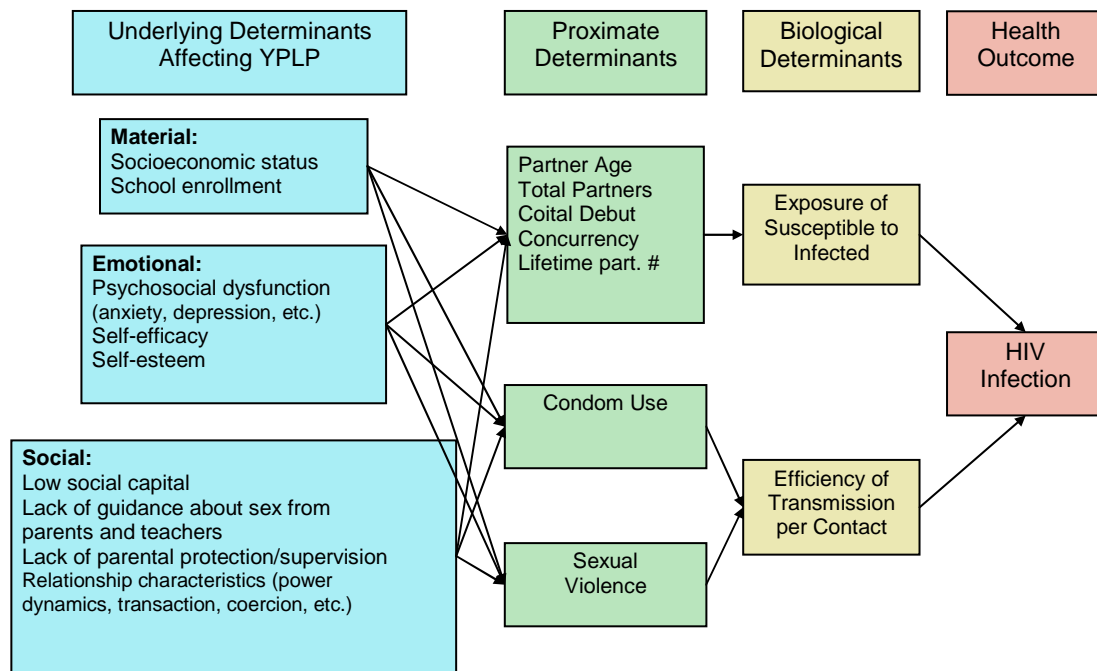 Underlying Determinants
Affecting YPLP
Proximate
Determinants
Biological
Determinants
Health
Outcome
Material:
Socioeconomic status
School enrollment
Emotional:
Psychosocial dysfunction
(anxiety, depression, etc.)
Self-efficacy
Self-esteem
Social:
Low social capital
Lack of guidance about sex from
parents and teachers
Lack of parental protection/supervision
Relationship characteristics (power
dynamics, transaction, coercion, etc.)
Partner Age
Total Partners
Coital Debut
Concurrency
Lifetime part. #
Condom Use
Sexual
Violence
Exposure of
Susceptible to
Infected
Efficiency of
Transmission
per Contact
HIV
Infection